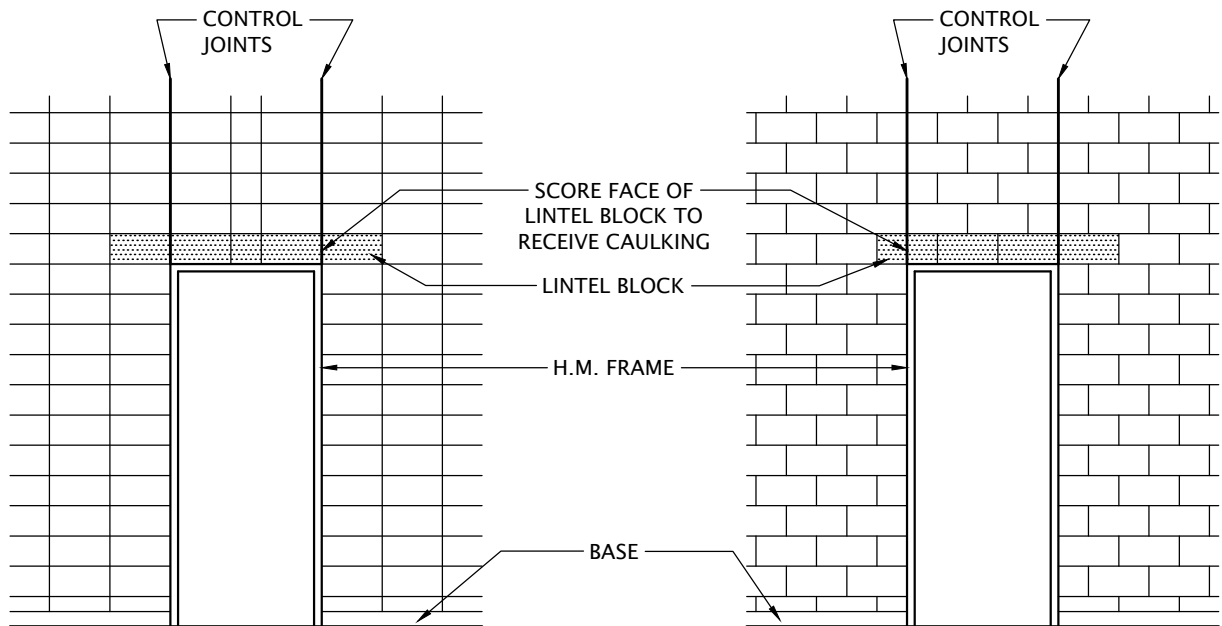 CONTROL
JOINTS
CONTROL
JOINTS
SCORE FACE OF
LINTEL BLOCK TO
RECEIVE CAULKING
LINTEL BLOCK
H.M. FRAME
BASE